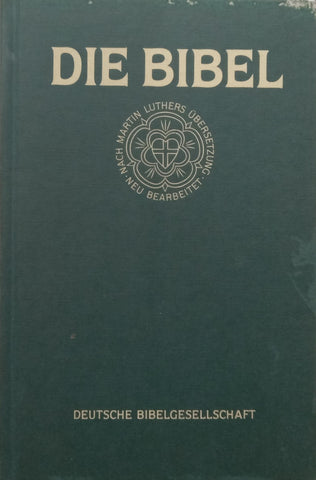 DIE BIBEL
NACH MARTIN LUTHERS ÜBERSETZUNG · NEU BEARBEITET ·
DEUTSCHE BIBELGESELLSCHAFT